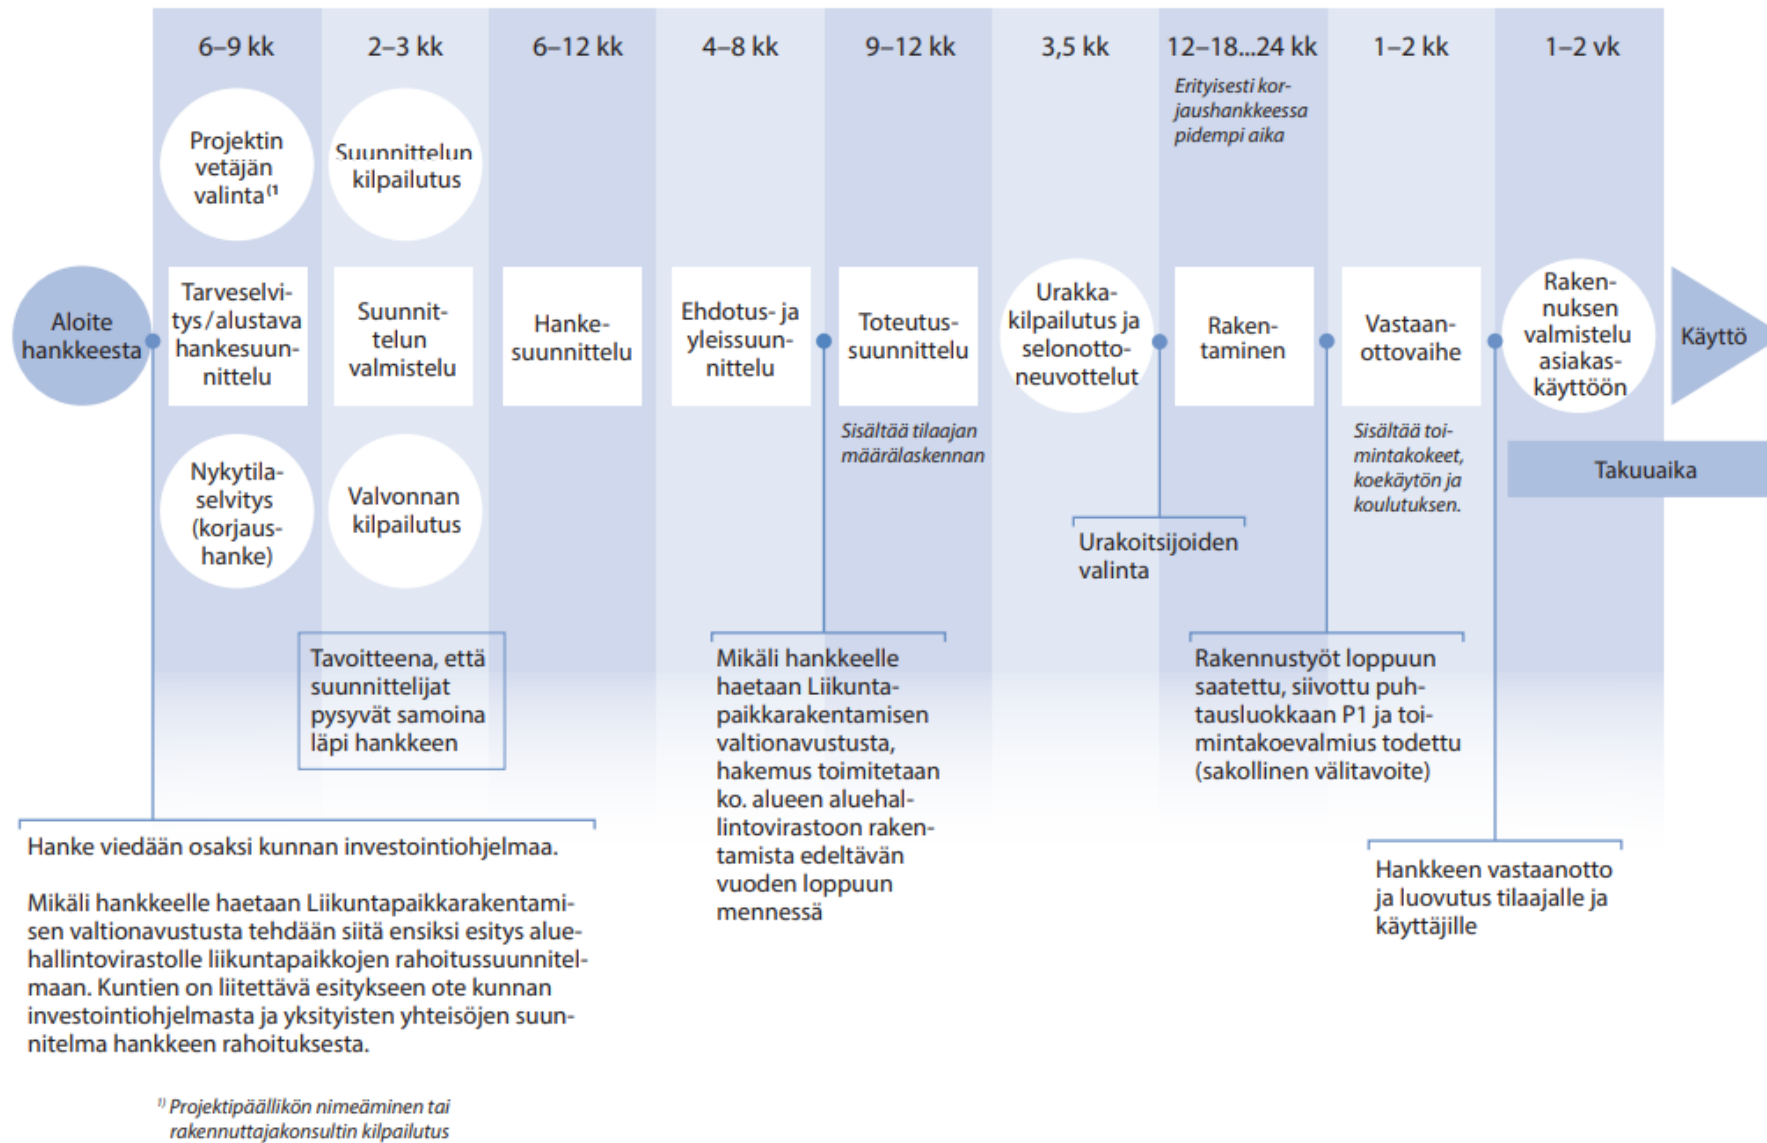 6–9 kk
2–3 kk
6–12 kk
4–8 kk
9–12 kk
3,5 kk
12–18...24 kk
1–2 kk
1–2 vk
Erityisesti kor-
jaushankkeessa
pidempi aika
Projektin
vetäjän
valinta⁽¹
Suunnittelun
kilpailutus
Aloite
hankkeesta
Tarveselvi-
tys/alustava
hankesuun-
nittelu
Suunnit-
telun
valmistelu
Hanke-
suunnittelu
Ehdotus- ja
yleissuun-
nittelu
Toteutus-
suunnittelu
Urakka-
kilpailutus ja
selonotto-
neuvottelut
Raken-
taminen
Vastaan-
ottovaihe
Raken-
nuksen
valmistelu
asiakas-
käyttöön
Käyttö
Sisältää tilaajan
määrälaskennan
Sisältää toi-
mintakokeet,
koekäytön ja
koulutuksen.
Takuuaika
Nykytila-
selvitys
(korjaus-
hanke)
Valvonnan
kilpailutus
Urakoitsijoiden
valinta
Tavoitteena, että
suunnittelijat
pysyvät samoina
läpi hankkeen
Mikäli hankkeelle
haetaan Liikunta-
paikkarakentamisen
valtionavustusta,
hakemus toimitetaan
ko. alueen aluehal-
lintovirastoon raken-
tamista edeltävän
vuoden loppuun
mennessä
Rakennustyöt loppuun
saatettu, siivottu puh-
tausluokkaan P1 ja toi-
mintakoevalmius todettu
(sakollinen välitavoite)
Hanke viedään osaksi kunnan investointiohjelmaa.
Mikäli hankkeelle haetaan Liikuntapaikkarakentami-
sen valtionavustusta tehdään siitä ensiksi esitys alue-
hallintovirastolle liikuntapaikkojen rahoitussuunnitel-
maan. Kuntien on liitettävä esitykseen ote kunnan
investointiohjelmasta ja yksityisten yhteisöjen suun-
nitelma hankkeen rahoituksesta.
Hankkeen vastaanotto
ja luovutus tilaajalle ja
käyttäjille
¹⁾ Projektipäällikön nimeäminen tai
rakennuttajakonsultin kilpailutus